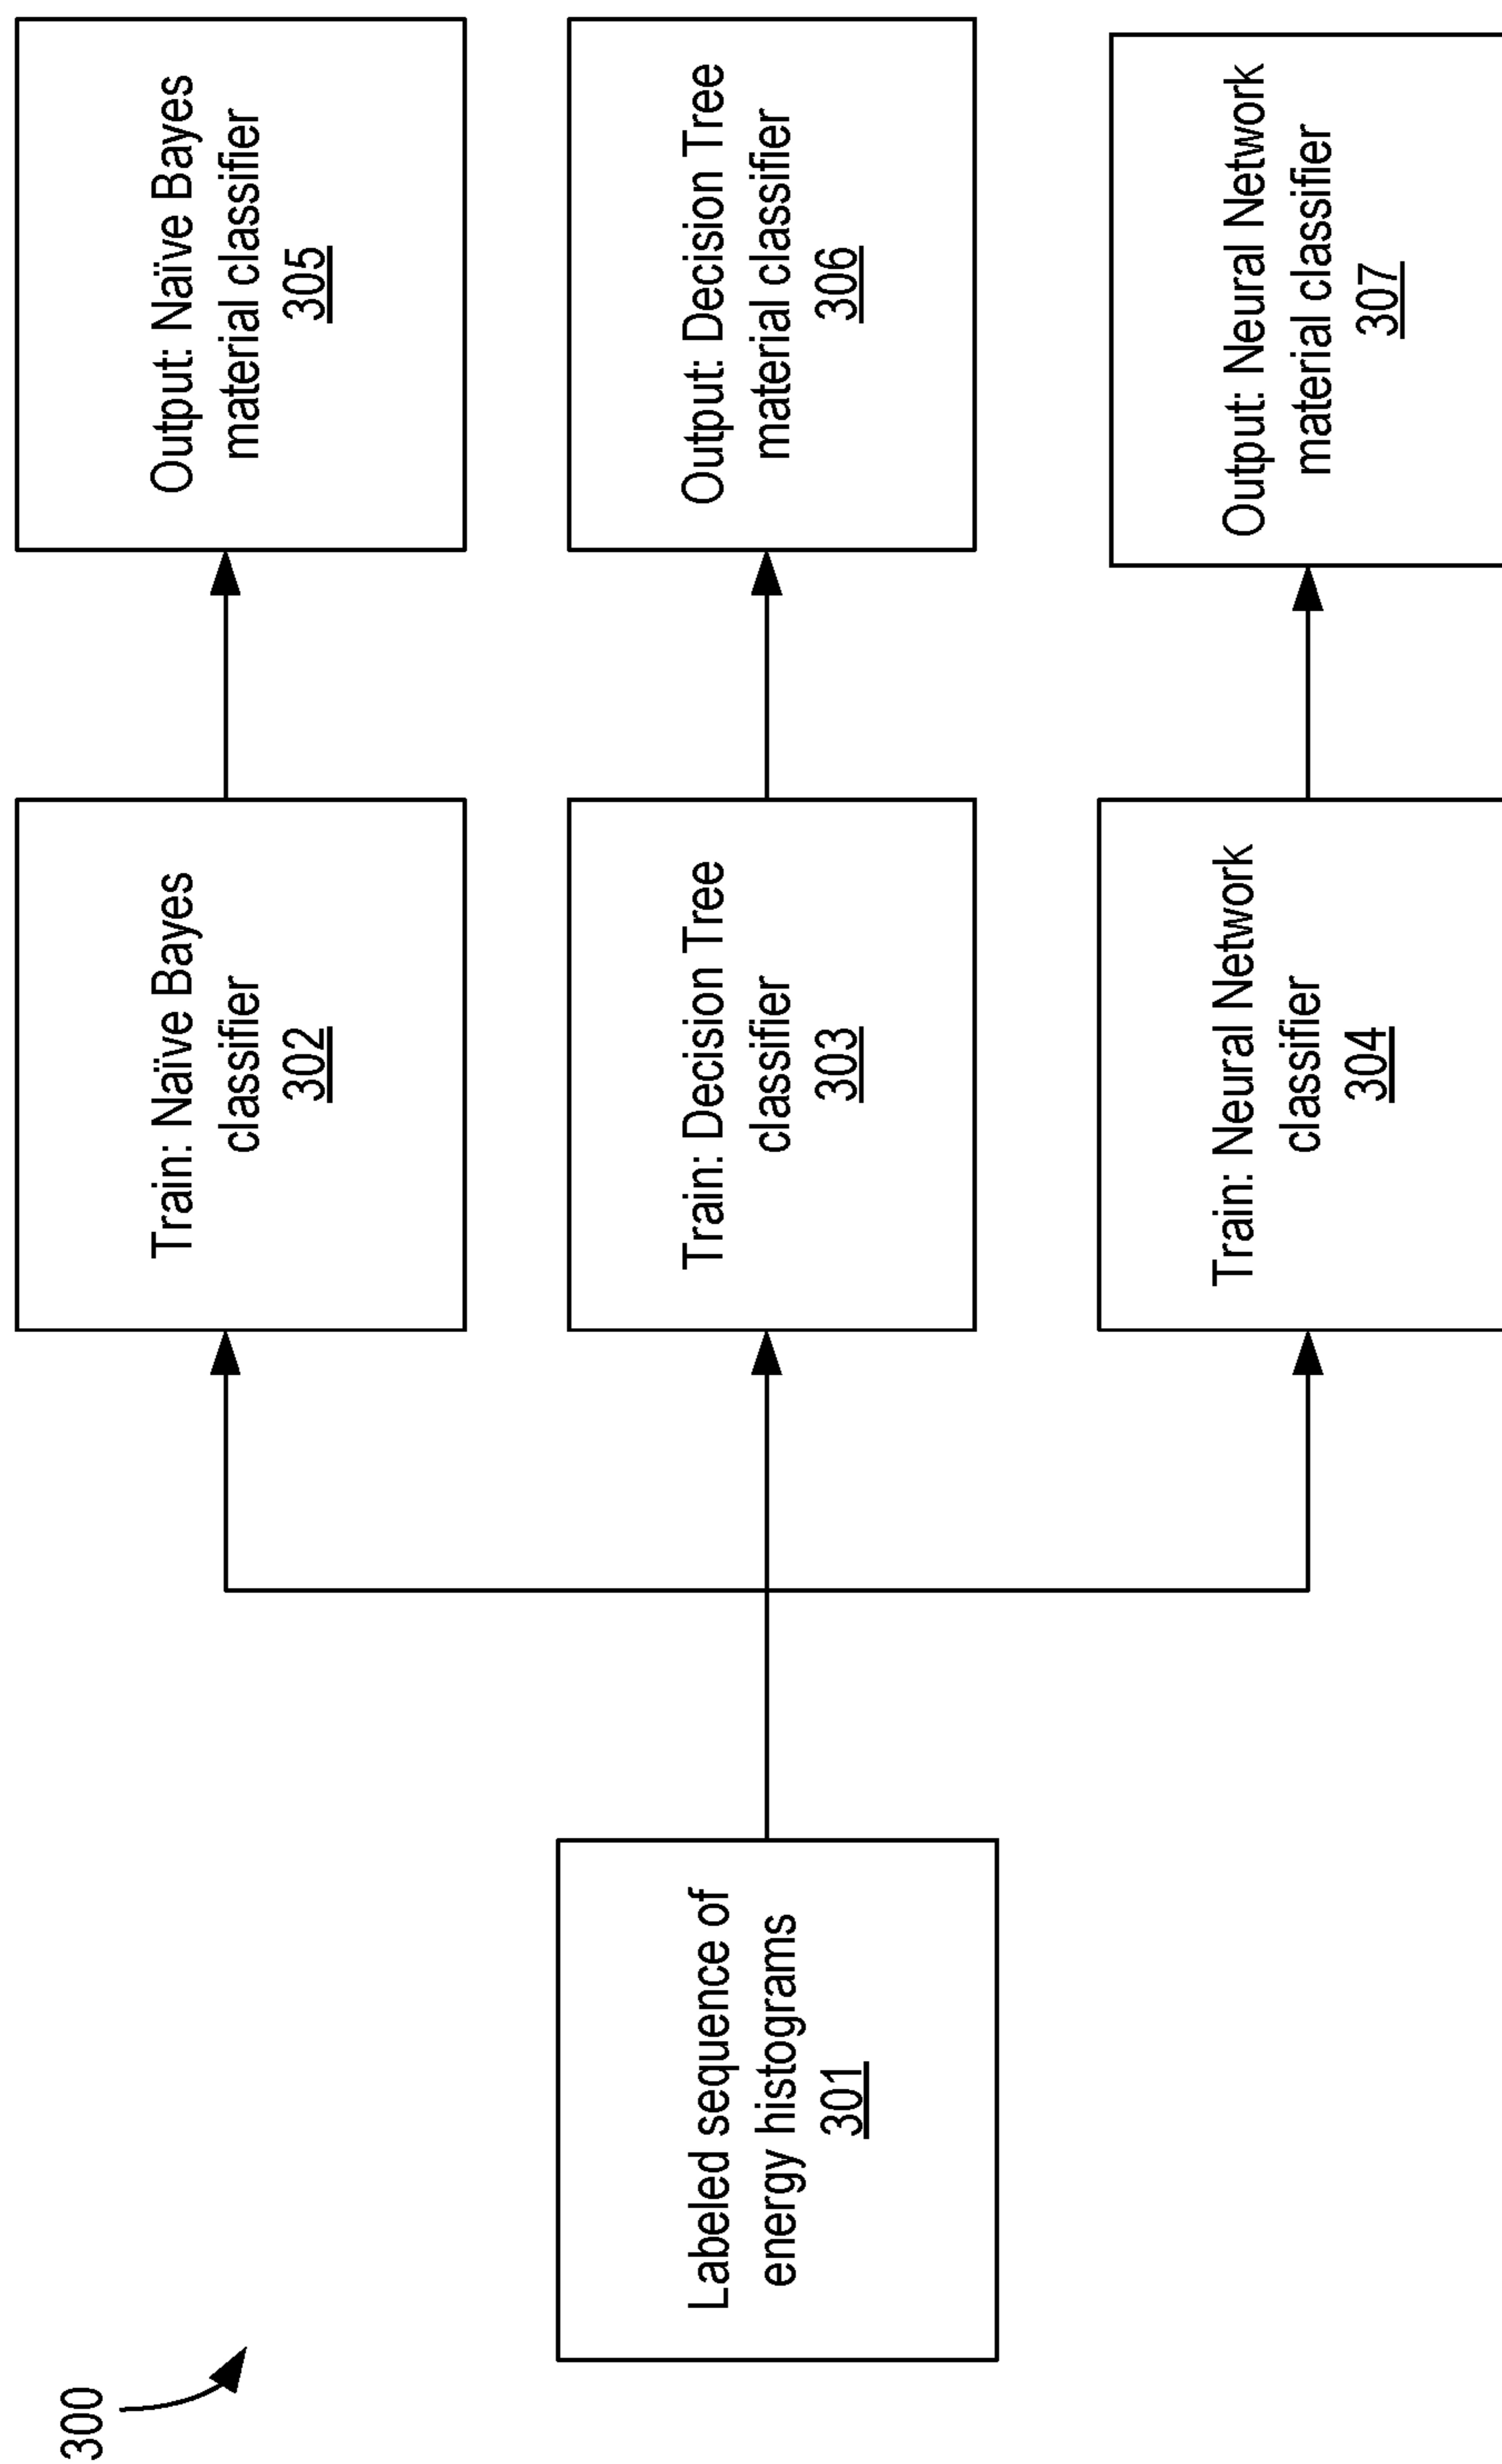 300
Labeled sequence of
energy histograms
301
Train: Naïve Bayes
classifier
302
Train: Decision Tree
classifier
303
Train: Neural Network
classifier
304
Output: Naïve Bayes
material classifier
305
Output: Decision Tree
material classifier
306
Output: Neural Network
material classifier
307